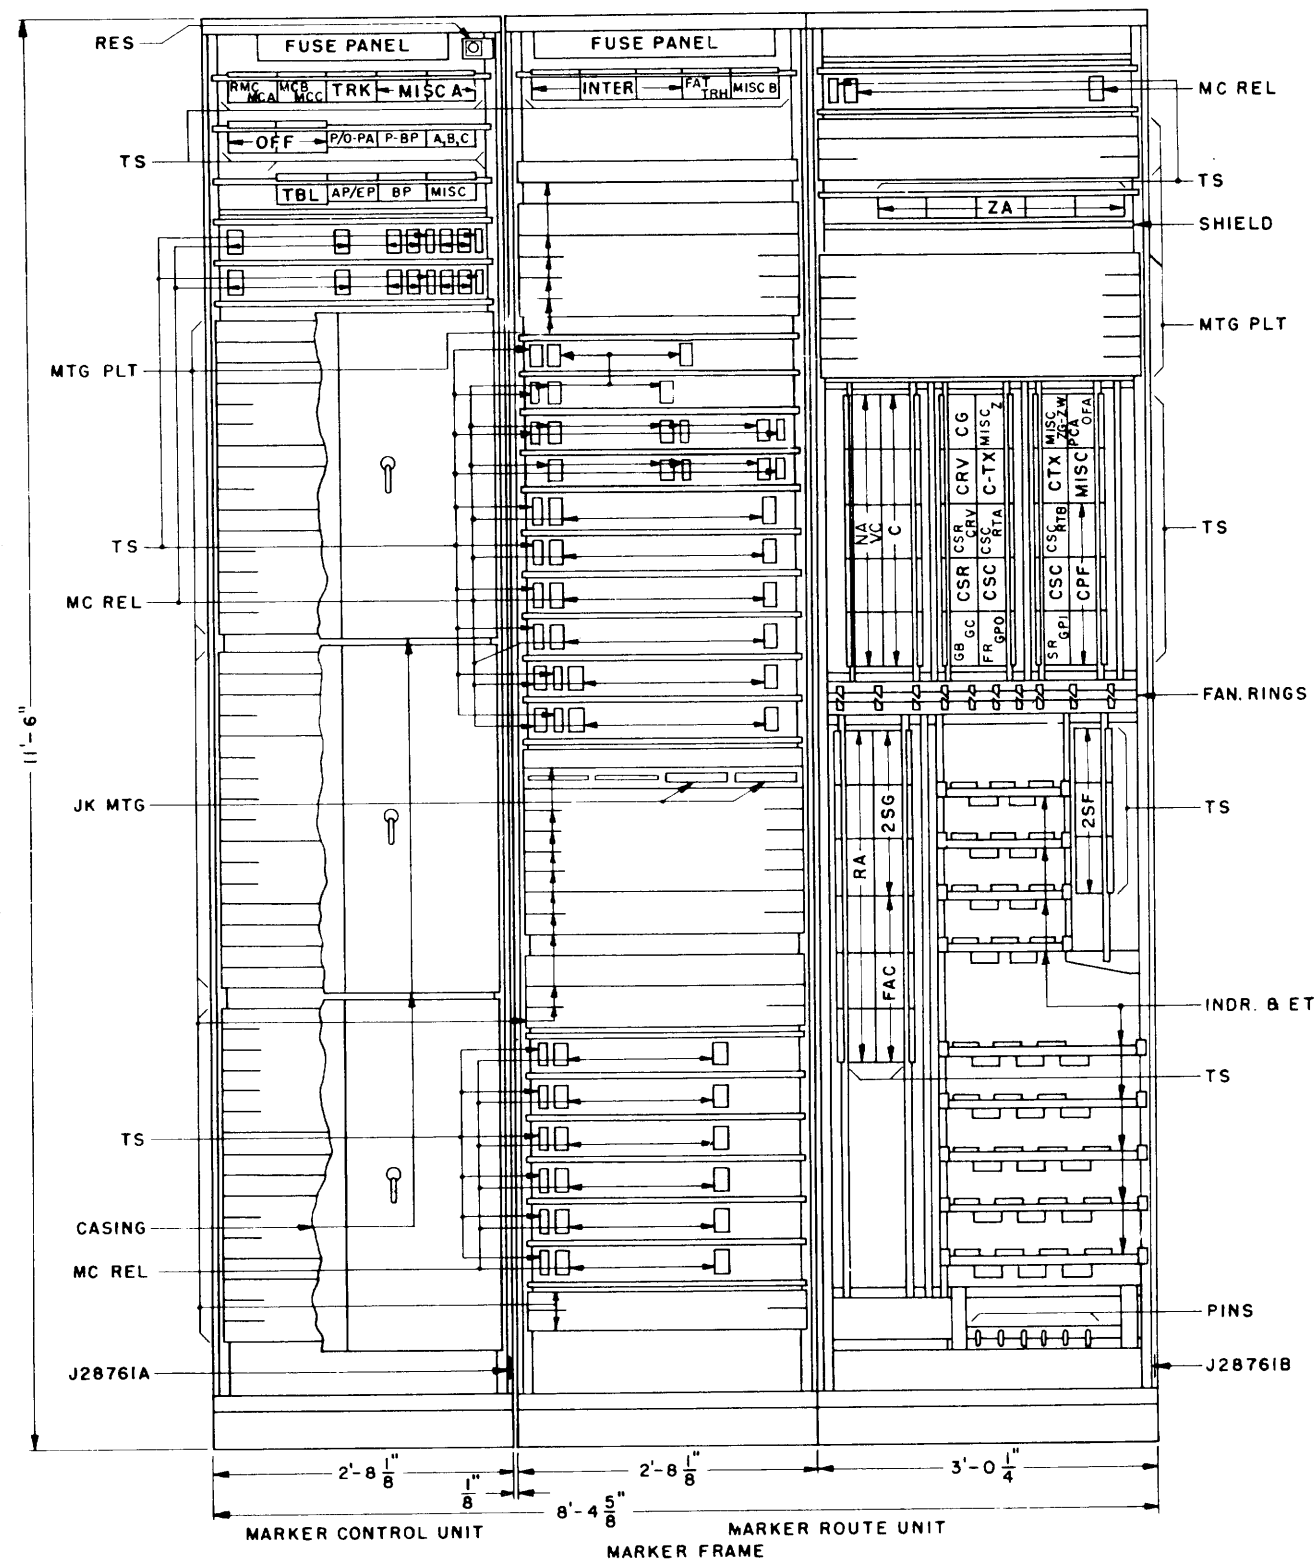 RES
FUSE PANEL
FUSE PANEL
RMC
MCA
MCB
MCC
TRK
MISC A
INTER
FAT
TRH
MISC B
MC REL
OFF
P/O-PA
P-BP
A,B,C
TS
TBL
AP/EP
BP
MISC
TS
ZA
SHIELD
MTG PLT
MTG PLT
NA
VC
C
CG
MISC Z
MISC
ZG-ZW
PCA
OFA
CRV
C-TX
CTX
MISC
CSR
CRV
CSC
RTA
CSC
RTB
CSR
CSC
CSC
CPF
GB
GC
FR
GPO
SR
GPI
TS
TS
MC REL
FAN. RINGS
11'-6"
JK MTG
RA
2SG
2SF
TS
FAC
INDR. & ET
TS
TS
CASING
MC REL
PINS
J28761A
J28761B
2'-8 1/8"
2'-8 1/8"
3'-0 1/4"
1/8"
8'-4 5/8"
MARKER CONTROL UNIT
MARKER ROUTE UNIT
MARKER FRAME